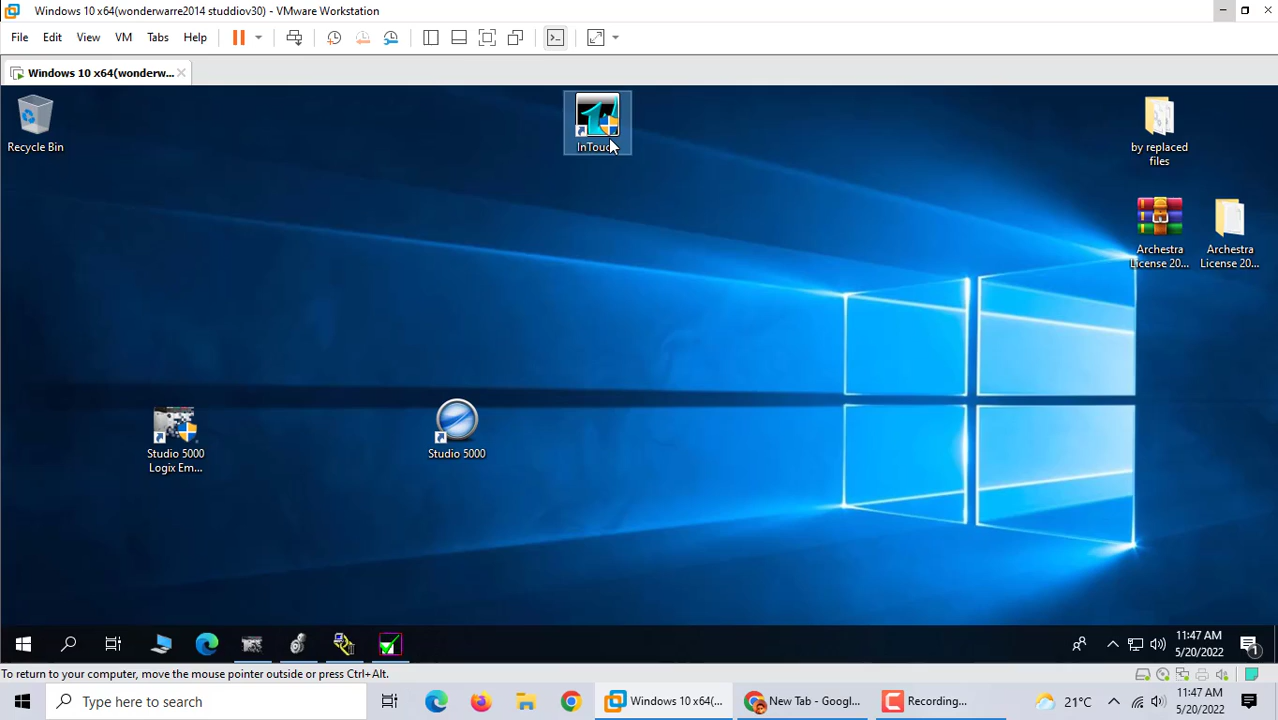 Windows 10 x64(wonderwarre2014 studdiov30) - VMware Workstation
File Edit View VM Tabs Help
Windows 10 x64(wonderw...
Recycle Bin
InTouch
by replaced
files
Archestra
License 20...
Archestra
License 20...
Studio 5000
Logix Em...
Studio 5000
11:47 AM
5/20/2022
1
To return to your computer, move the mouse pointer outside or press Ctrl+Alt.
Type here to search
Windows 10 x64(...
New Tab - Googl...
Recording...
21°C
11:47 AM
5/20/2022